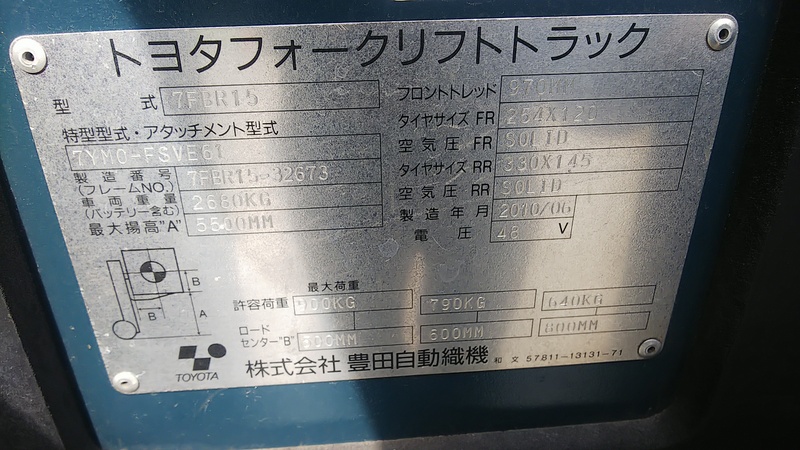 トヨタフォークリフトトラック
型 式 7FBR15
特型型式・アタッチメント型式
7YM0-FSVE61
製造番号 (フレームNO.) 7FBR15-32673
車両重量 (バッテリー含む) 2660KG
最大揚高"A" 5500MM
フロントトレッド 970MM
タイヤサイズ FR 254X120
空気圧 FR SOLID
タイヤサイズ RR 330X145
空気圧 RR SOLID
製造年月 2010/06
電圧 48 V
B
B
A
最大荷重
許容荷重 900KG 790KG 640KG
ロードセンター"B" 600MM 800MM
TOYOTA
株式会社 豊田自動織機
和文 57811-13131-71